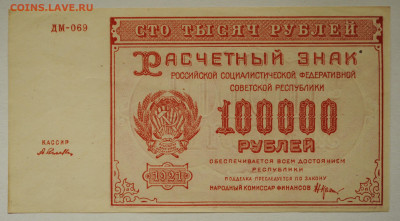 COINS.ЛАВЕ.RU
СТО ТЫСЯЧ РУБЛЕЙ
ДМ-069
РАСЧЕТНЫЙ ЗНАК
РОССИЙСКОЙ СОЦИАЛИСТИЧЕСКОЙ ФЕДЕРАТИВНОЙ
СОВЕТСКОЙ РЕСПУБЛИКИ
100000
РУБЛЕЙ
КАССИР
1921
ОБЕСПЕЧИВАЕТСЯ ВСЕМ ДОСТОЯНИЕМ
РЕСПУБЛИКИ
ПОДДЕЛКА ПРЕСЛЕДУЕТСЯ ПО ЗАКОНУ
НАРОДНЫЙ КОМИССАР ФИНАНСОВ